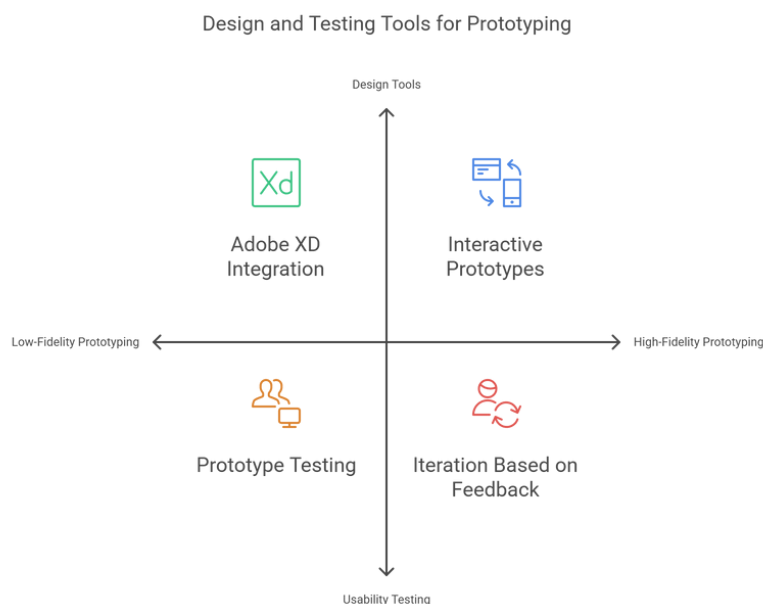 Design and Testing Tools for Prototyping
Design Tools
Xd
Adobe XD
Integration
Interactive
Prototypes
Low-Fidelity Prototyping
High-Fidelity Prototyping
Prototype Testing
Iteration Based on
Feedback
Usability Testing